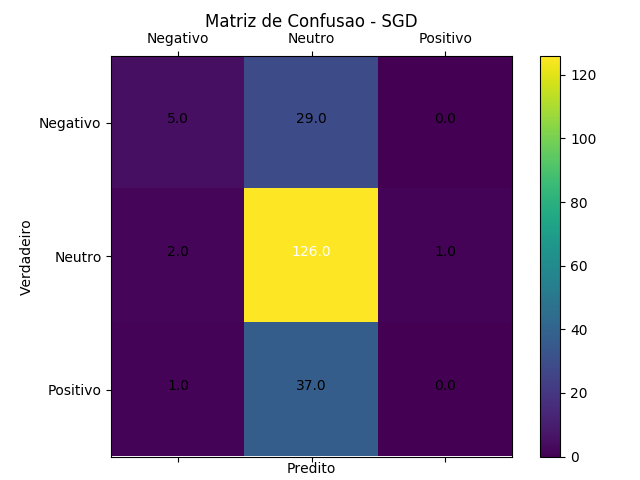 Matriz de Confusao - SGD
Negativo Neutro Positivo
Negativo 5.0 29.0 0.0
Neutro 2.0 126.0 1.0
Positivo 1.0 37.0 0.0
Verdadeiro
Predito
120
100
80
60
40
20
0